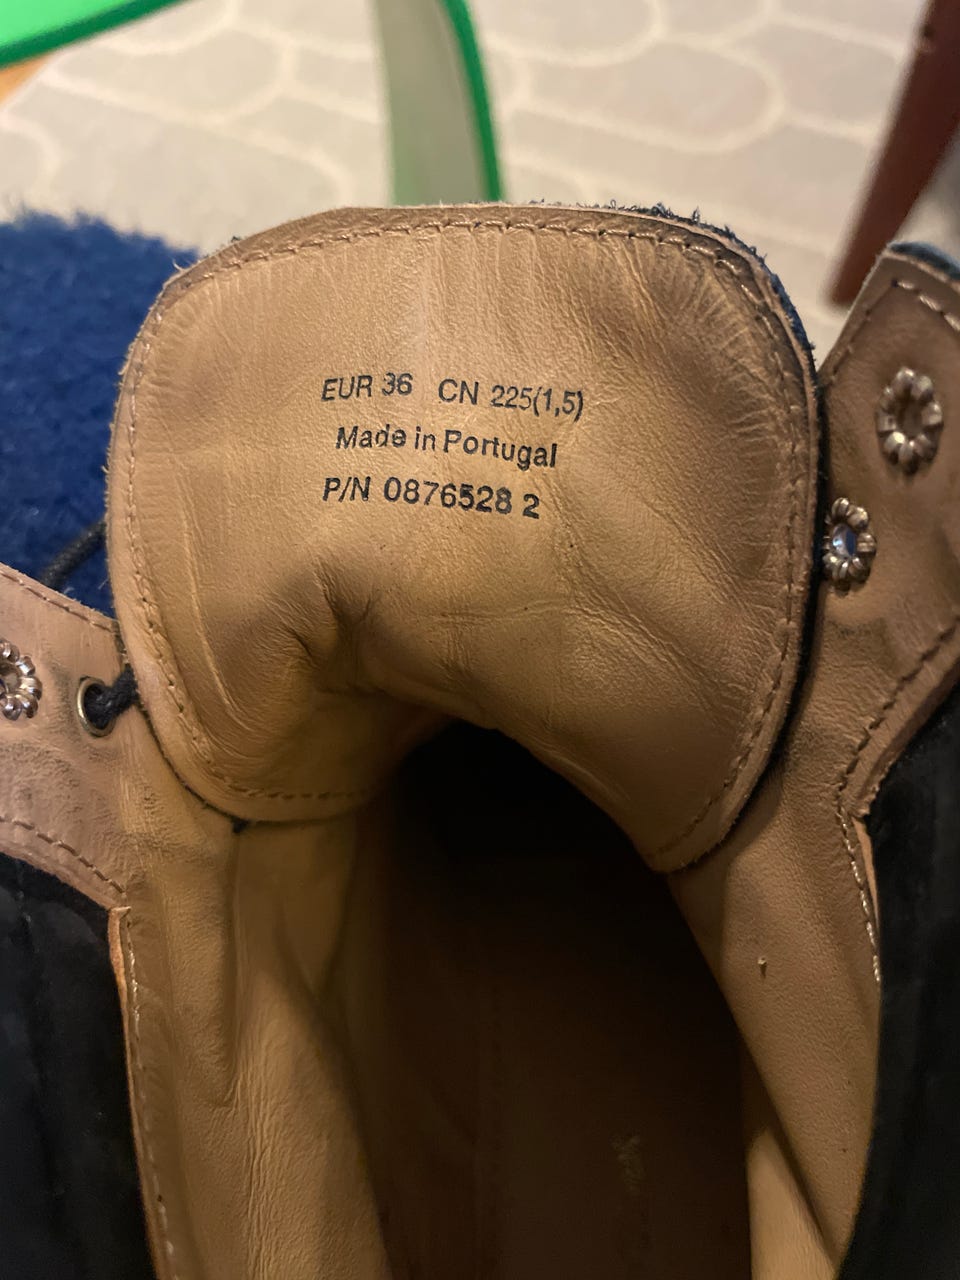 EUR 36 CN 225(1,5)
Made in Portugal
P/N 0876528 2